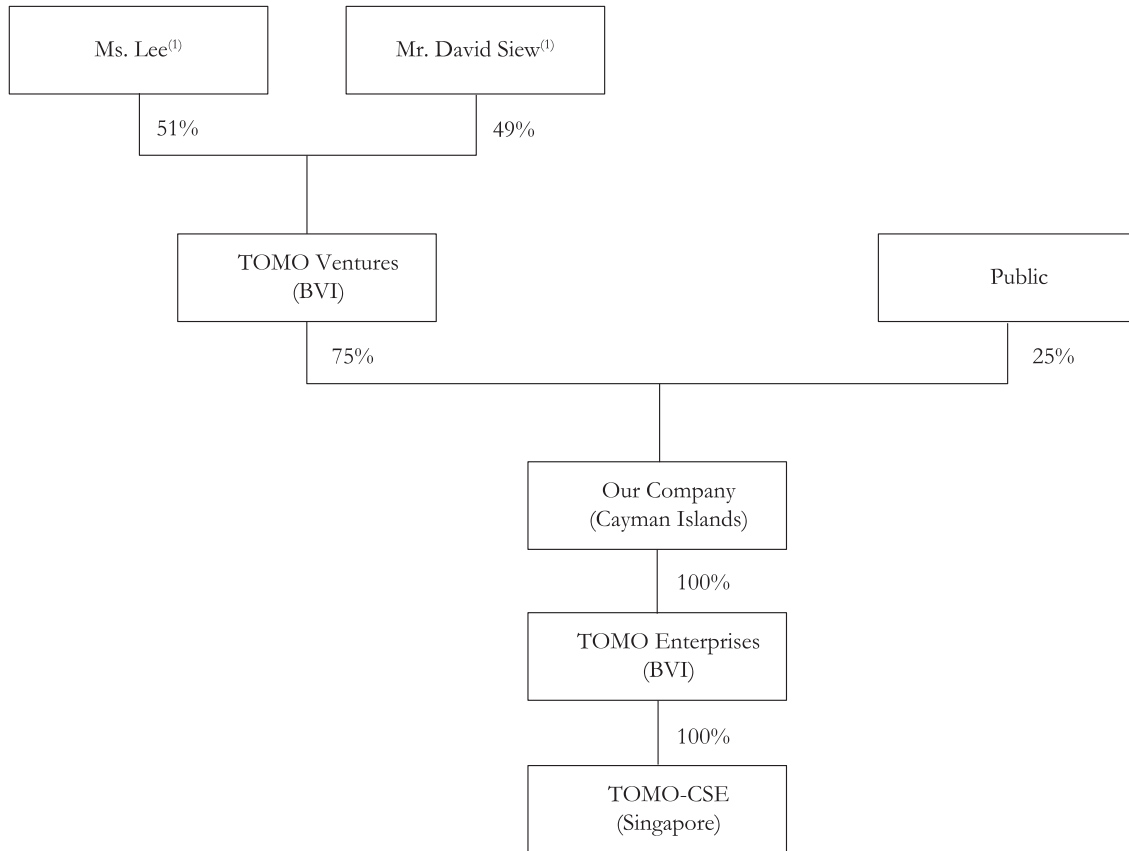 Ms. Lee(1)
Mr. David Siew(1)
51%
49%
TOMO Ventures
(BVI)
Public
75%
25%
Our Company
(Cayman Islands)
100%
TOMO Enterprises
(BVI)
100%
TOMO-CSE
(Singapore)